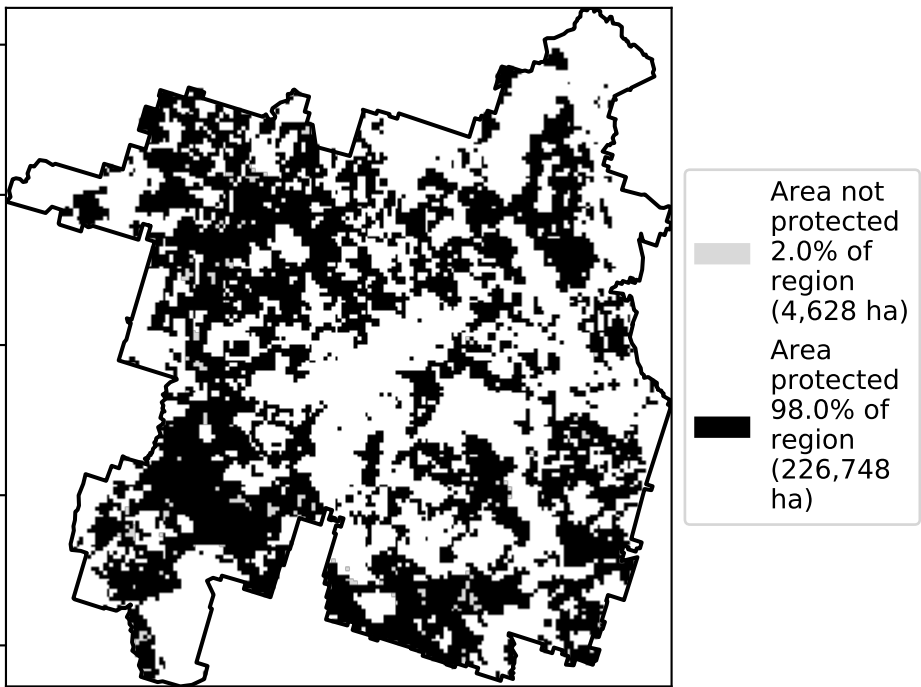 Area not
protected
2.0% of
region
(4,628 ha)
Area
protected
98.0% of
region
(226,748
ha)